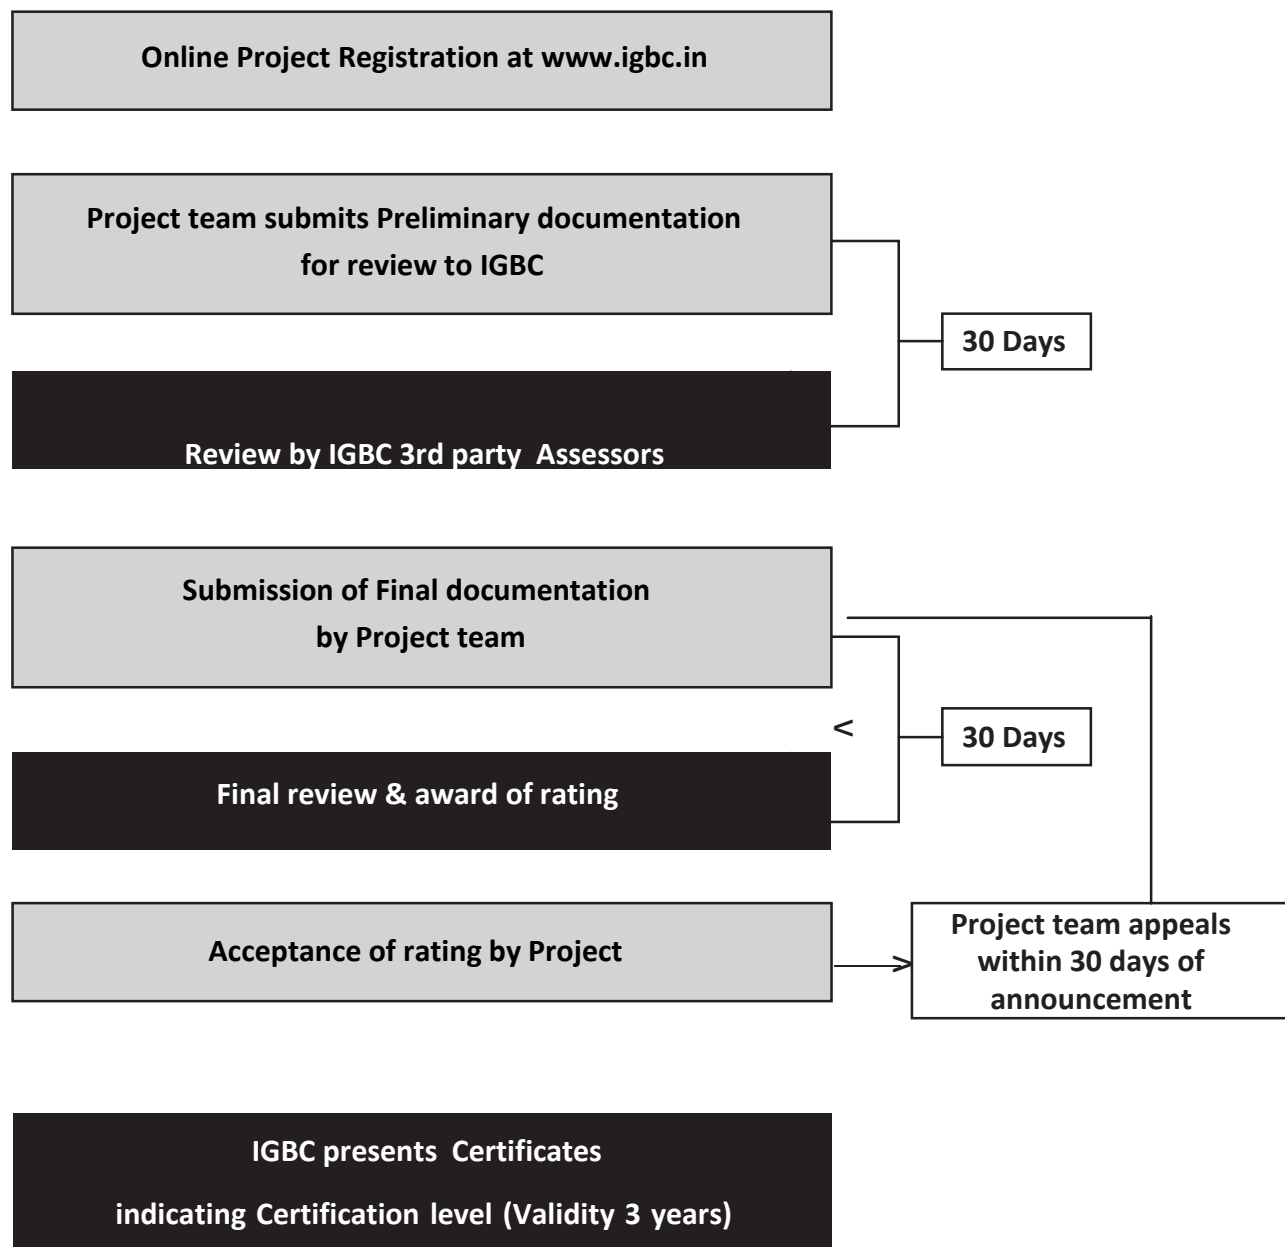 Online Project Registration at www.igbc.in
Project team submits Preliminary documentation
for review to IGBC
30 Days
Review by IGBC 3rd party Assessors
Submission of Final documentation
by Project team
<
30 Days
Final review & award of rating
Acceptance of rating by Project
>
Project team appeals
within 30 days of
announcement
IGBC presents Certificates
indicating Certification level (Validity 3 years)